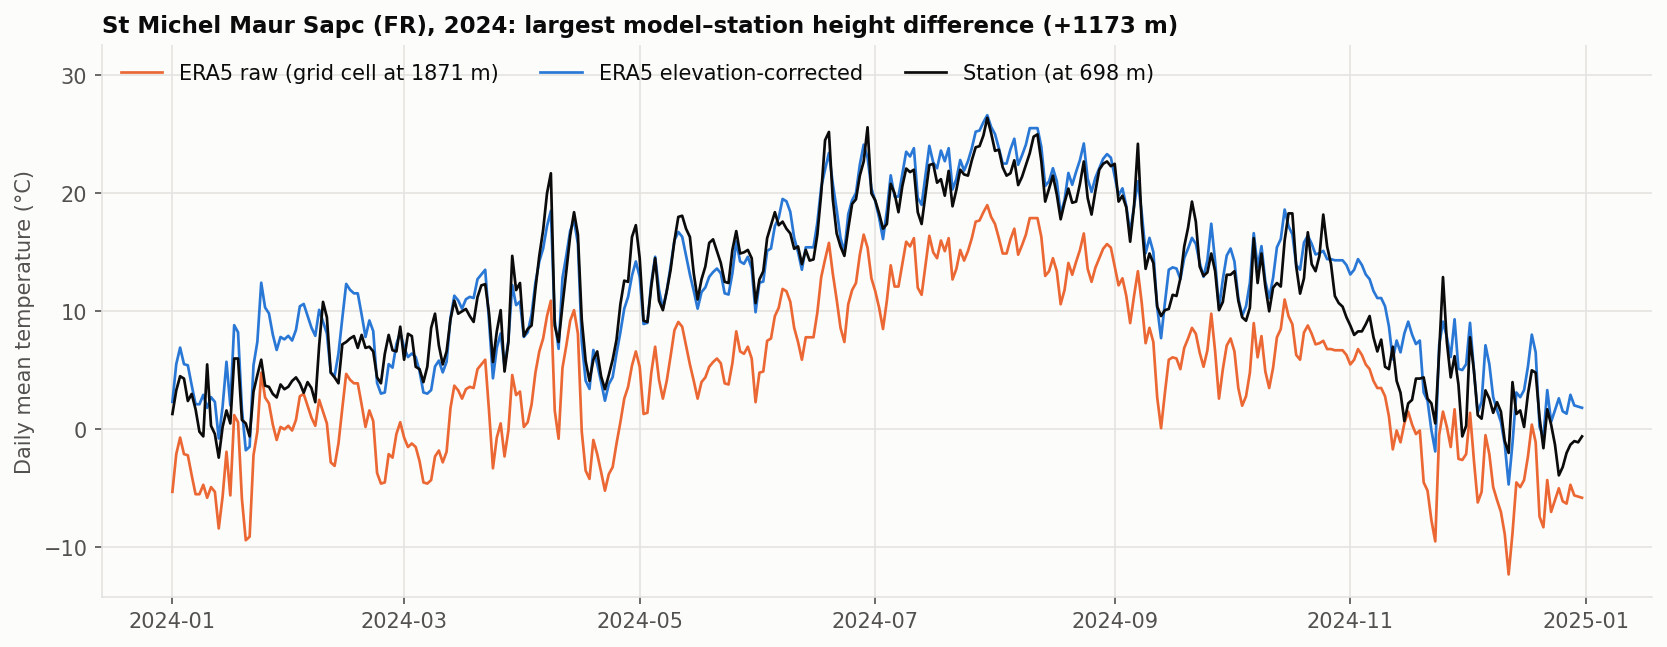 St Michel Maur Sapc (FR), 2024: largest model–station height difference (+1173 m)
ERA5 raw (grid cell at 1871 m)
ERA5 elevation-corrected
Station (at 698 m)
Daily mean temperature (°C)
30
20
10
0
−10
2024-01
2024-03
2024-05
2024-07
2024-09
2024-11
2025-01